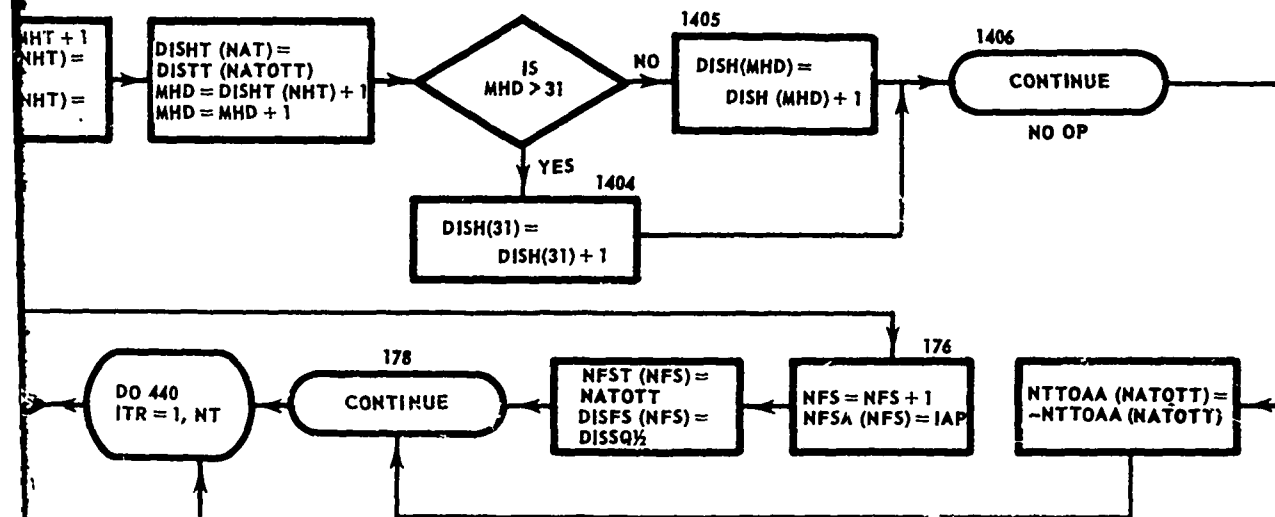 NHT + 1
NHT) =
NHT) =
DISHT (NAT) =
DISTT (NATOTT)
MHD = DISHT (NHT) + 1
MHD = MHD + 1
IS
MHD > 31
NO
YES
1405
DISH(MHD) =
DISH (MHD) + 1
1406
CONTINUE
NO OP
1404
DISH(31) =
DISH(31) + 1
DO 440
ITR = 1, NT
178
CONTINUE
NFST (NFS) =
NATOTT
DISFS (NFS) =
DISSQ½
176
NFS = NFS + 1
NFSA (NFS) = IAP
NTTOAA (NATOTT) =
-NTTOAA (NATOTT)